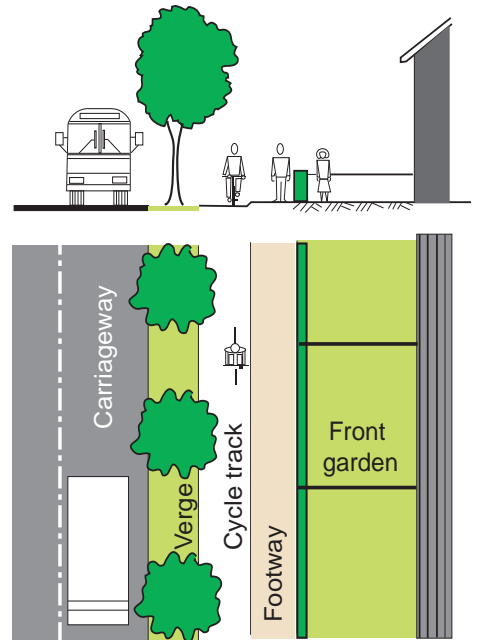 Carriageway
Verge
Cycle track
Footway
Front
garden